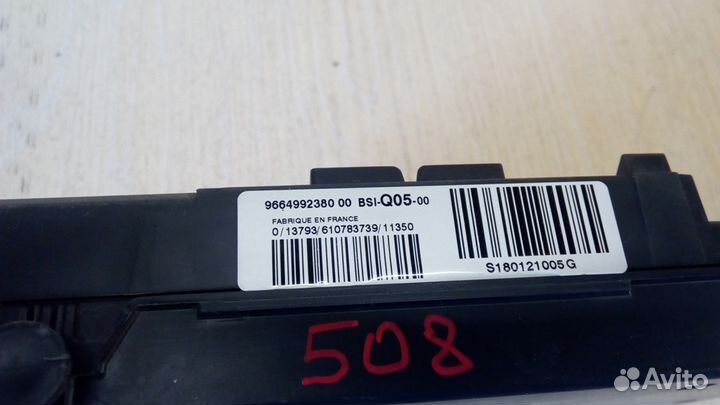 9664992380 00 BSI-Q05-00
FABRIQUE EN FRANCE
0/13793/610783739/11350
S180121005G
508
Avito